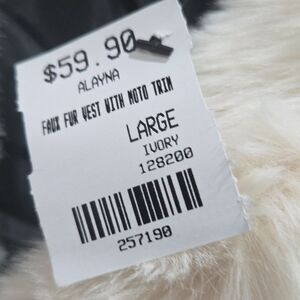 $59.90
ALAYNA
FAUX FUR VEST WITH MOTO TRIM
LARGE
IVORY
128200
257190